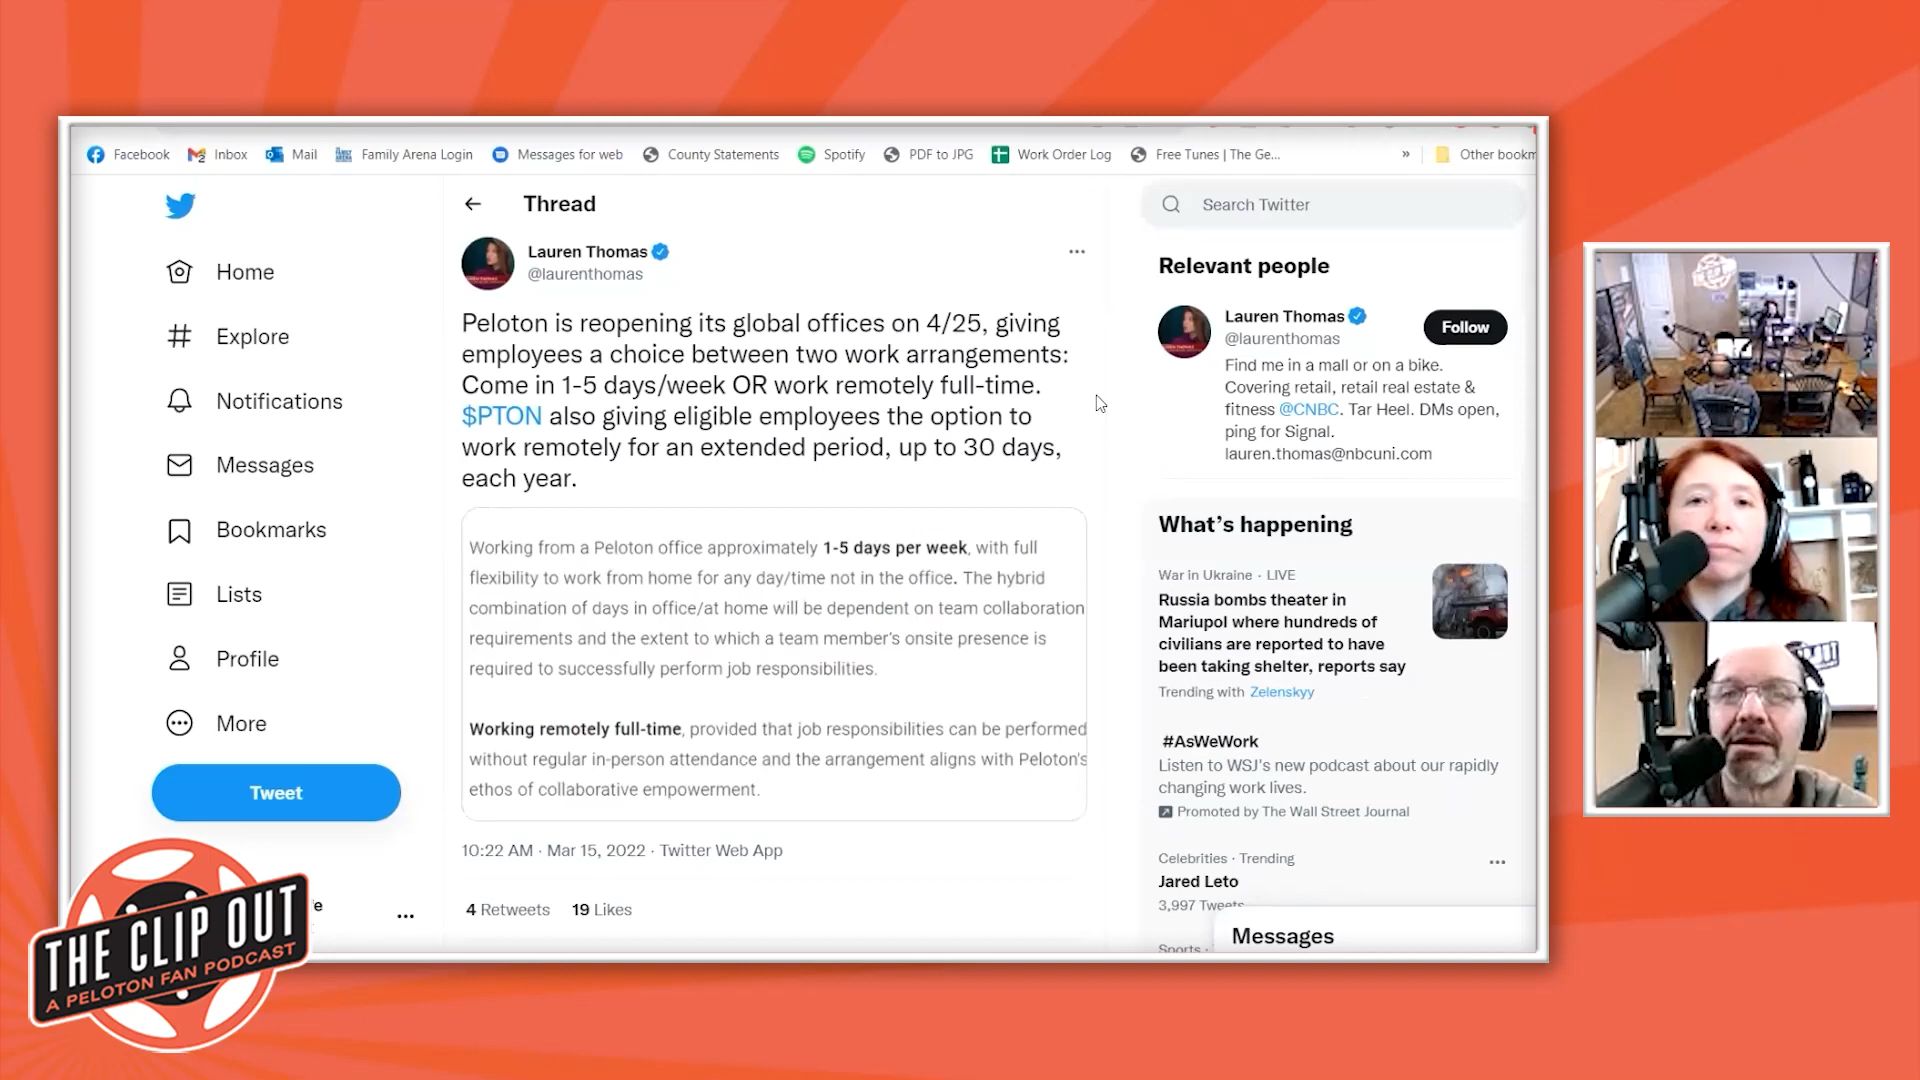 Facebook
Inbox
Mail
Family Arena Login
Messages for web
County Statements
Spotify
PDF to JPG
Work Order Log
Free Tunes | The Ge...
»
Other bookm
Home
Explore
Notifications
Messages
Bookmarks
Lists
Profile
More
Tweet
Thread
Lauren Thomas
@laurenthomas
Peloton is reopening its global offices on 4/25, giving
employees a choice between two work arrangements:
Come in 1-5 days/week OR work remotely full-time.
$PTON also giving eligible employees the option to
work remotely for an extended period, up to 30 days,
each year.
Working from a Peloton office approximately 1-5 days per week, with full
flexibility to work from home for any day/time not in the office. The hybrid
combination of days in office/at home will be dependent on team collaboration
requirements and the extent to which a team member's onsite presence is
required to successfully perform job responsibilities.
Working remotely full-time, provided that job responsibilities can be performed
without regular in-person attendance and the arrangement aligns with Peloton's
ethos of collaborative empowerment.
10:22 AM · Mar 15, 2022 · Twitter Web App
4 Retweets 19 Likes
Search Twitter
Relevant people
Lauren Thomas
@laurenthomas
Follow
Find me in a mall or on a bike.
Covering retail, retail real estate &
fitness @CNBC. Tar Heel. DMs open,
ping for Signal.
lauren.thomas@nbcuni.com
What's happening
War in Ukraine · LIVE
Russia bombs theater in
Mariupol where hundreds of
civilians are reported to have
been taking shelter, reports say
Trending with Zelenskyy
#AsWeWork
Listen to WSJ's new podcast about our rapidly
changing work lives.
Promoted by The Wall Street Journal
Celebrities · Trending
Jared Leto
3,997 Tweets
Sports ·
Messages
THE CLIP OUT
A PELOTON FAN PODCAST